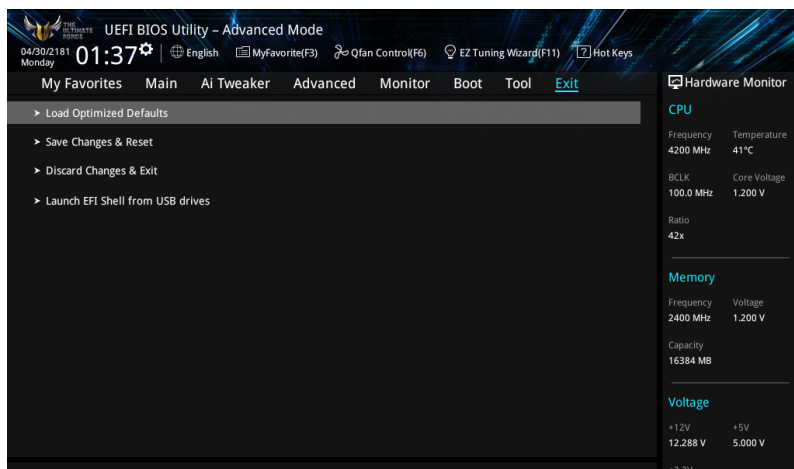 THE ULTIMATE FORCE
UEFI BIOS Utility – Advanced Mode
04/30/2181
Monday
01:37
English
MyFavorite(F3)
Qfan Control(F6)
EZ Tuning Wizard(F11)
? Hot Keys
My Favorites Main Ai Tweaker Advanced Monitor Boot Tool Exit
Hardware Monitor
➤ Load Optimized Defaults
➤ Save Changes & Reset
➤ Discard Changes & Exit
➤ Launch EFI Shell from USB drives
CPU
Frequency Temperature
4200 MHz 41°C
BCLK Core Voltage
100.0 MHz 1.200 V
Ratio
42x
Memory
Frequency Voltage
2400 MHz 1.200 V
Capacity
16384 MB
Voltage
+12V +5V
12.288 V 5.000 V